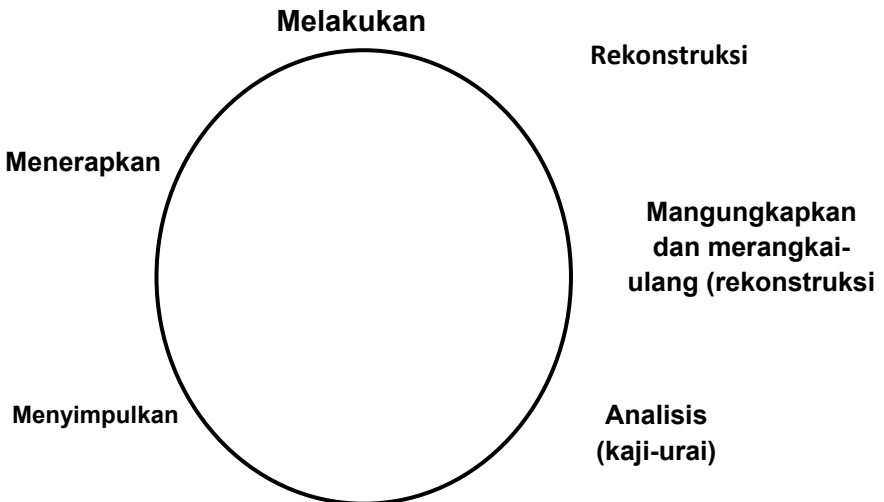 Melakukan
Rekonstruksi
Menerapkan
Mangungkapkan
dan merangkai-
ulang (rekonstruksi
Menyimpulkan
Analisis
(kaji-urai)